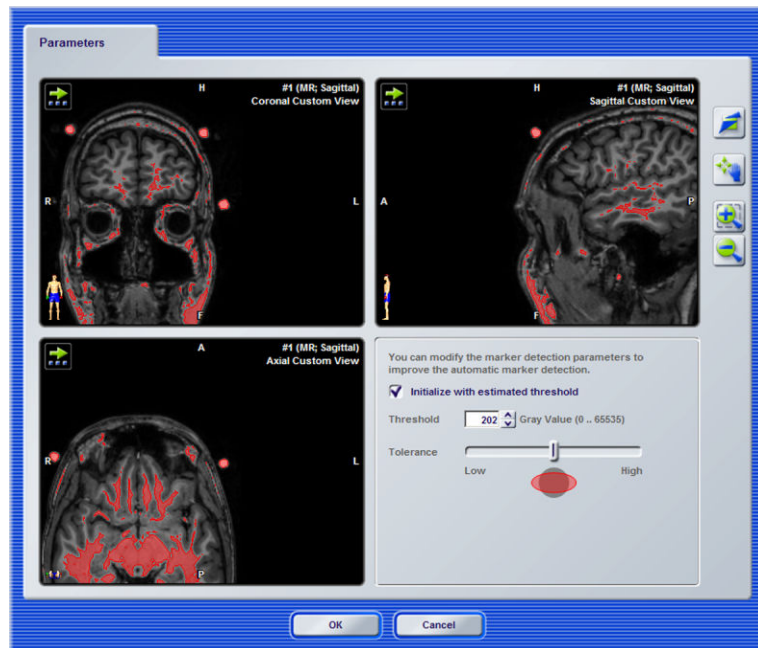 Parameters
H
#1 (MR; Sagittal)
Coronal Custom View
R
L
F
H
#1 (MR; Sagittal)
Sagittal Custom View
A
P
F
A
#1 (MR; Sagittal)
Axial Custom View
R
L
P
You can modify the marker detection parameters to
improve the automatic marker detection.
Initialize with estimated threshold
Threshold 202 Gray Value (0 .. 65535)
Tolerance
Low High
OK Cancel